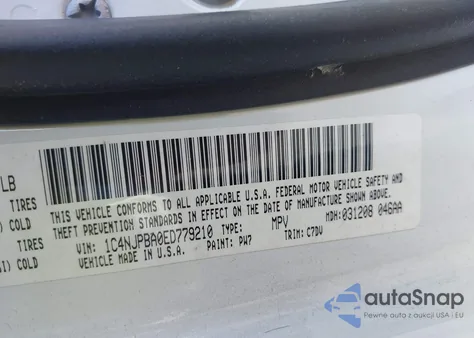 LB
TIRES
COLD
TIRES
I) COLD
THIS VEHICLE CONFORMS TO ALL APPLICABLE U.S.A. FEDERAL MOTOR VEHICLE SAFETY AND
THEFT PREVENTION STANDARDS IN EFFECT ON THE DATE OF MANUFACTURE SHOWN ABOVE.
VIN: 1C4NJPBA0ED779210 TYPE: MPV MDH: 031208 046AA
VEHICLE MADE IN U.S.A. PAINT: PW7 TRIM: C7DV
autoSnap
Pewne auta z aukcji USA i EU